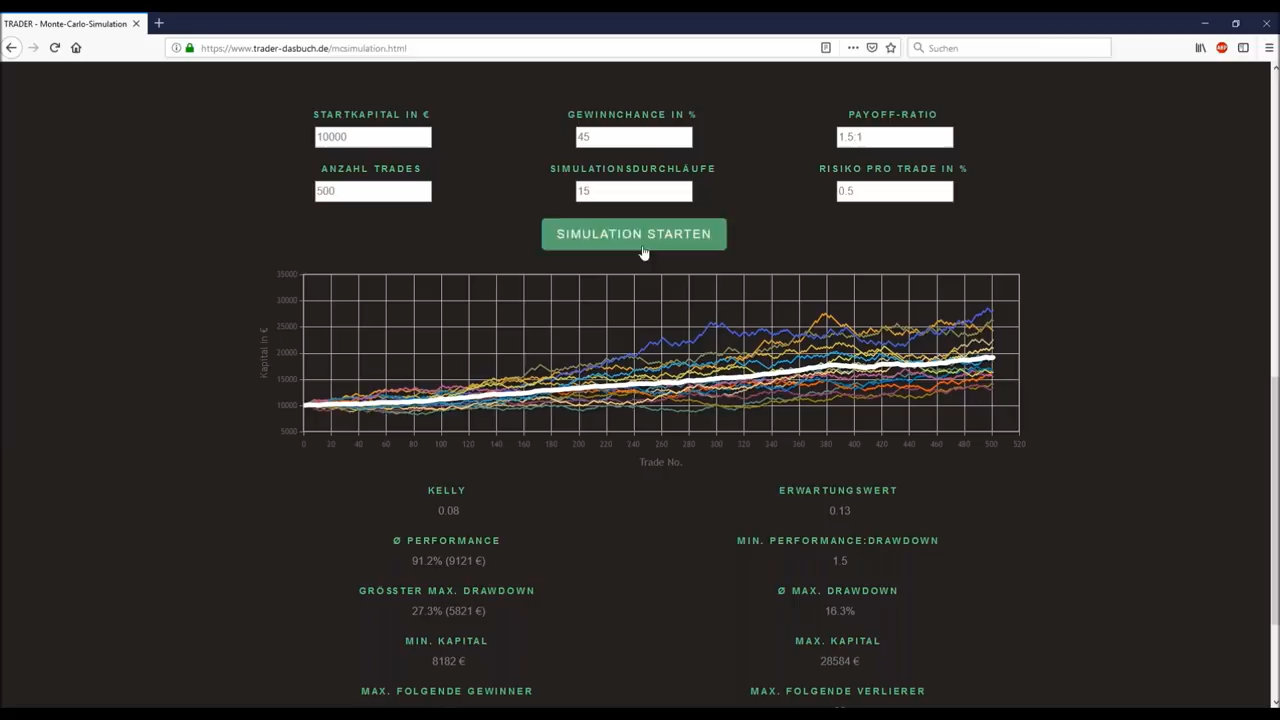 TRADER - Monte-Carlo-Simulation
https://www.trader-dasbuch.de/mcsimulation.html
Suchen
ABP
STARTKAPITAL IN €
GEWINNCHANCE IN %
PAYOFF-RATIO
10000
45
1.5:1
ANZAHL TRADES
SIMULATIONSDURCHLÄUFE
RISIKO PRO TRADE IN %
500
15
0.5
SIMULATION STARTEN
35000
30000
25000
20000
15000
10000
5000
Kapital in €
0 20 40 60 80 100 120 140 160 180 200 220 240 260 280 300 320 340 360 380 400 420 440 460 480 500 520
Trade No.
KELLY
ERWARTUNGSWERT
0.08
0.13
Ø PERFORMANCE
MIN. PERFORMANCE:DRAWDOWN
91.2% (9121 €)
1.5
GRÖSSTER MAX. DRAWDOWN
Ø MAX. DRAWDOWN
27.3% (5821 €)
16.3%
MIN. KAPITAL
MAX. KAPITAL
8182 €
28584 €
MAX. FOLGENDE GEWINNER
MAX. FOLGENDE VERLIERER